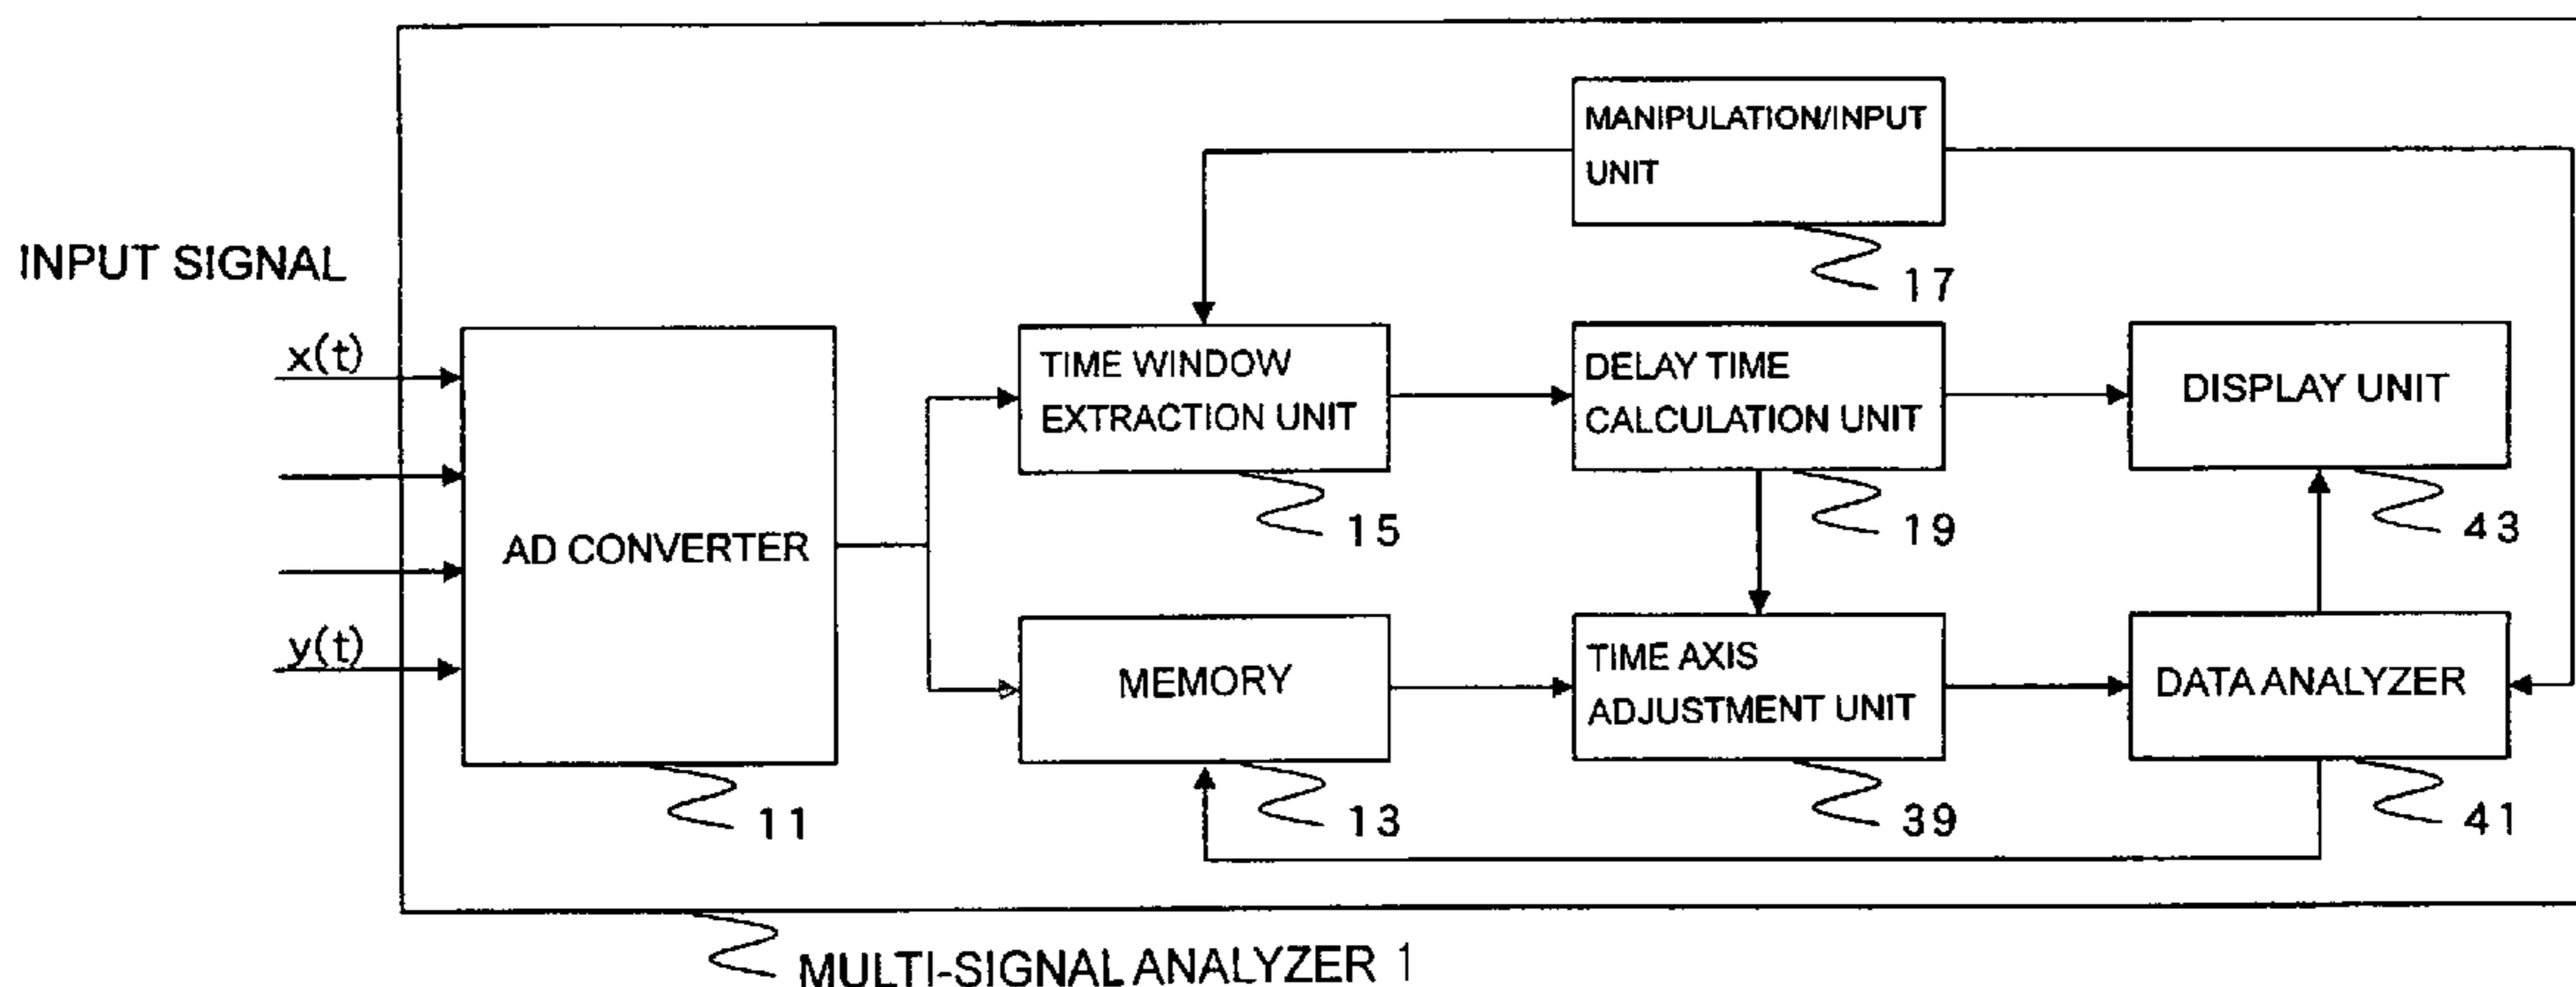 MANIPULATION/INPUT
UNIT
17
INPUT SIGNAL
x(t)
y(t)
AD CONVERTER
11
TIME WINDOW
EXTRACTION UNIT
15
DELAY TIME
CALCULATION UNIT
19
DISPLAY UNIT
43
MEMORY
13
TIME AXIS
ADJUSTMENT UNIT
39
DATA ANALYZER
41
MULTI-SIGNAL ANALYZER 1